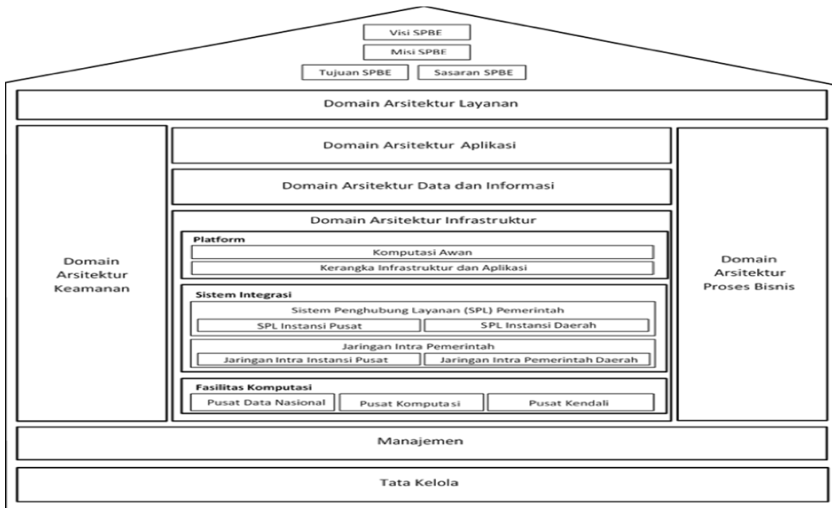 Visi SPBE
Misi SPBE
Tujuan SPBE
Sasaran SPBE
Domain Arsitektur Layanan
Domain
Arsitektur
Keamanan
Domain Arsitektur Aplikasi
Domain Arsitektur Data dan Informasi
Domain Arsitektur Infrastruktur
Platform
Komputasi Awan
Kerangka Infrastruktur dan Aplikasi
Sistem Integrasi
Sistem Penghubung Layanan (SPL) Pemerintah
SPL Instansi Pusat
SPL Instansi Daerah
Jaringan Intra Pemerintah
Jaringan Intra Instansi Pusat
Jaringan Intra Pemerintah Daerah
Fasilitas Komputasi
Pusat Data Nasional
Pusat Komputasi
Pusat Kendali
Domain
Arsitektur
Proses Bisnis
Manajemen
Tata Kelola